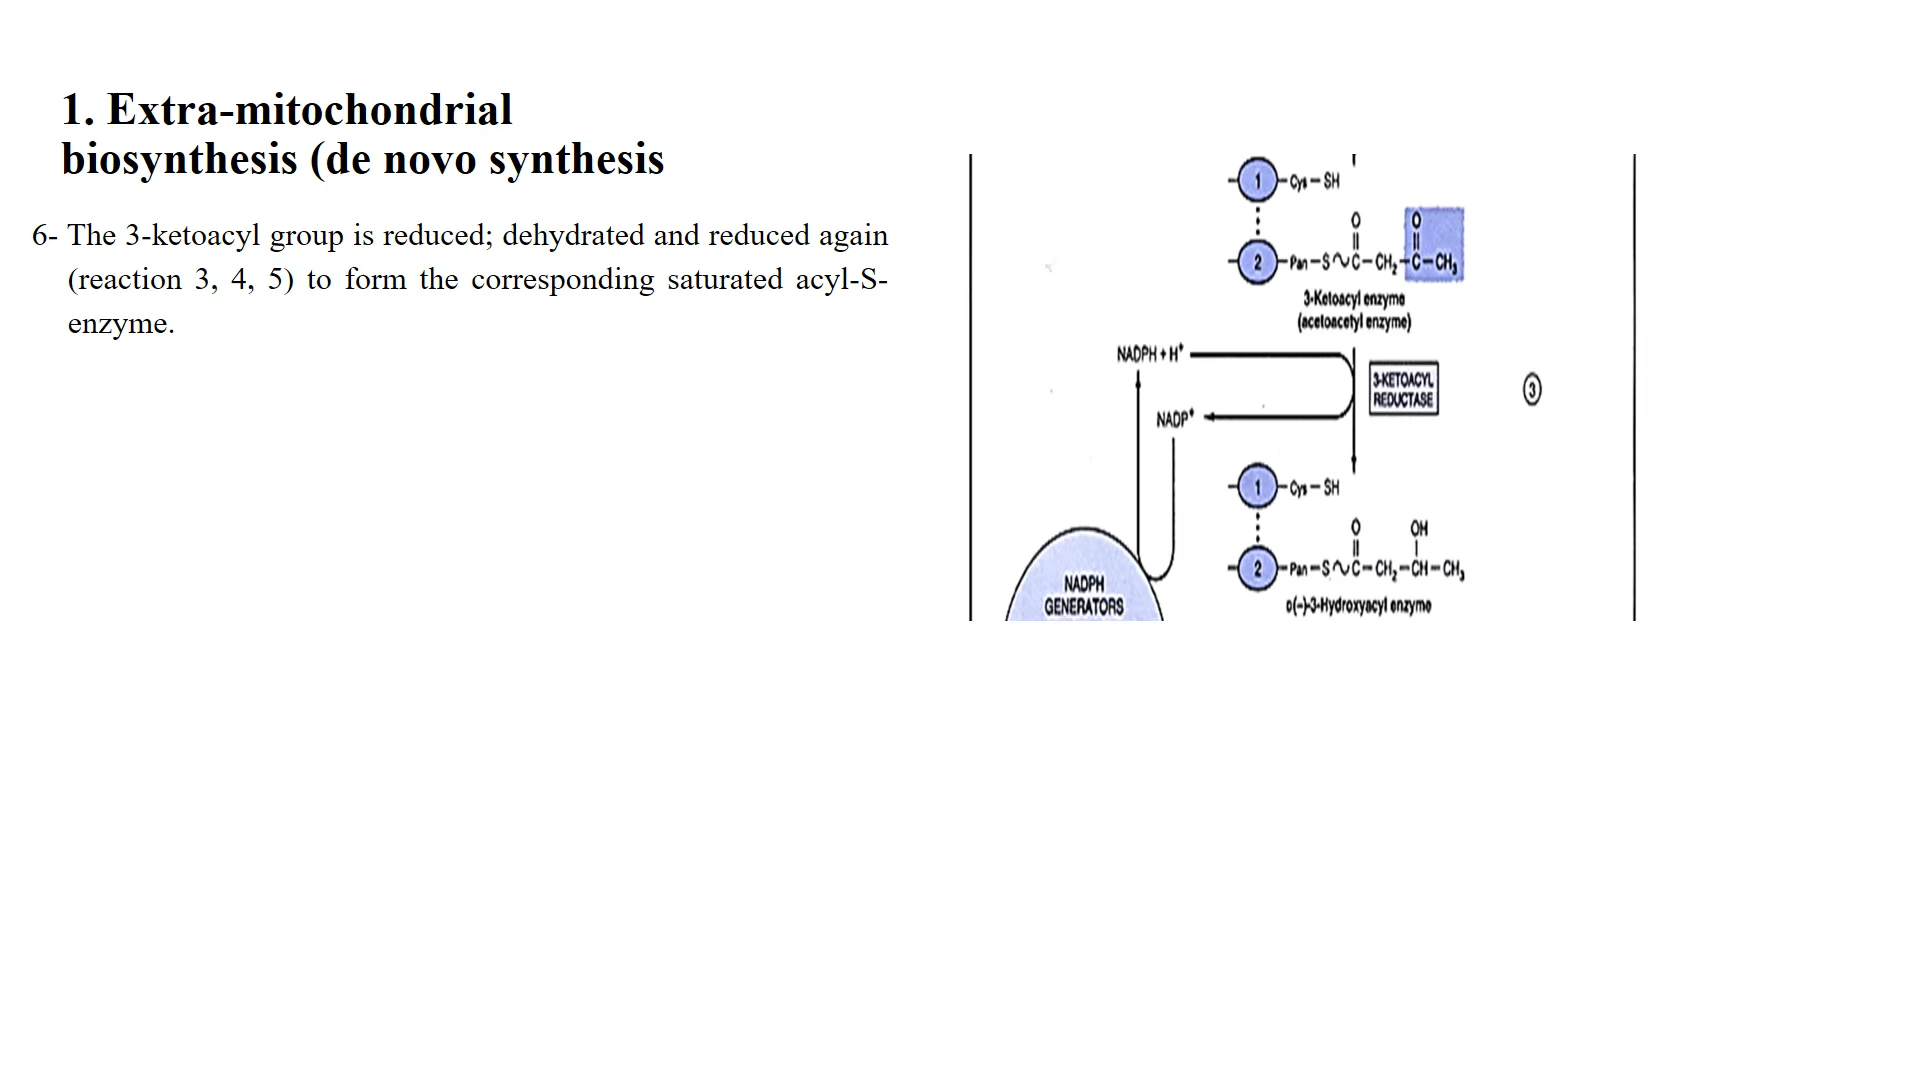 1. Extra-mitochondrial
biosynthesis (de novo synthesis
6- The 3-ketoacyl group is reduced; dehydrated and reduced again
(reaction 3, 4, 5) to form the corresponding saturated acyl-S-
enzyme.
1 Cys – SH
O O
2 Pan – S ~ C – CH₂ – C – CH₃
3-Ketoacyl enzyme
(acetoacetyl enzyme)
NADPH + H⁺
3-KETOACYL
REDUCTASE
3
NADP⁺
1 Cys – SH
O OH
2 Pan – S ~ C – CH₂ – CH – CH₃
D(–)-3-Hydroxyacyl enzyme
NADPH
GENERATORS